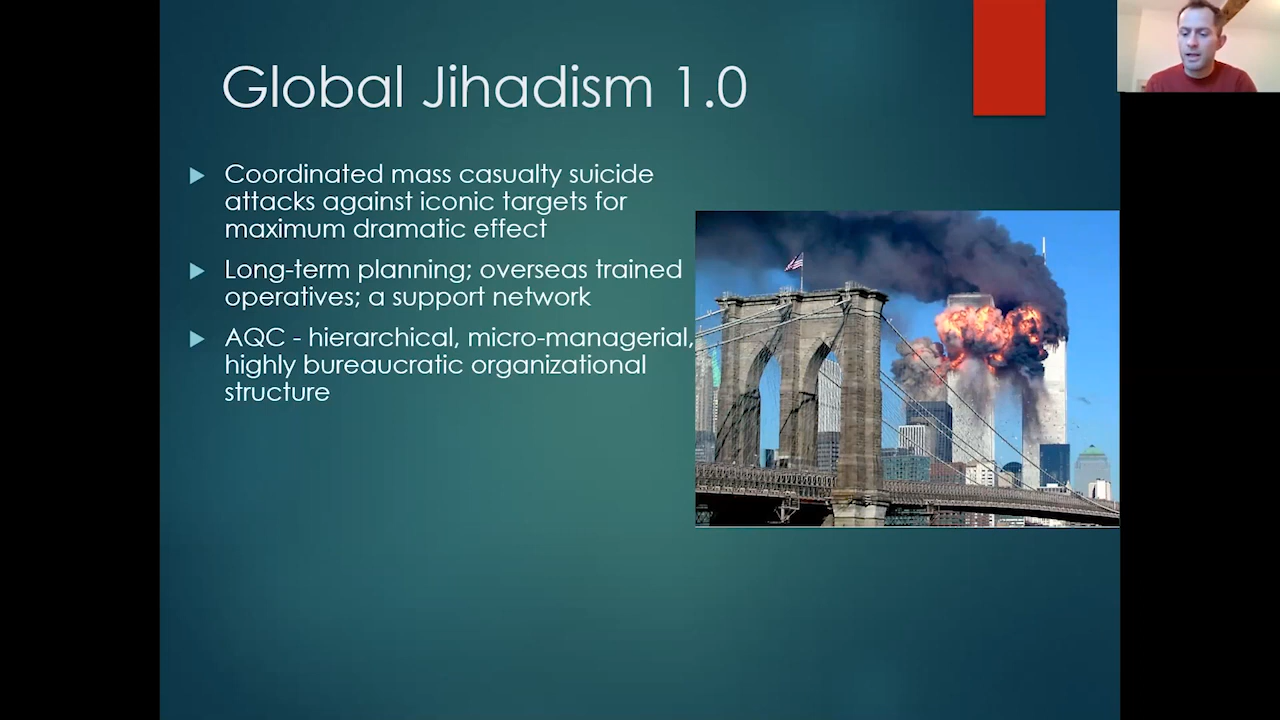 Global Jihadism 1.0
Coordinated mass casualty suicide
attacks against iconic targets for
maximum dramatic effect
Long-term planning; overseas trained
operatives; a support network
AQC - hierarchical, micro-managerial,
highly bureaucratic organizational
structure